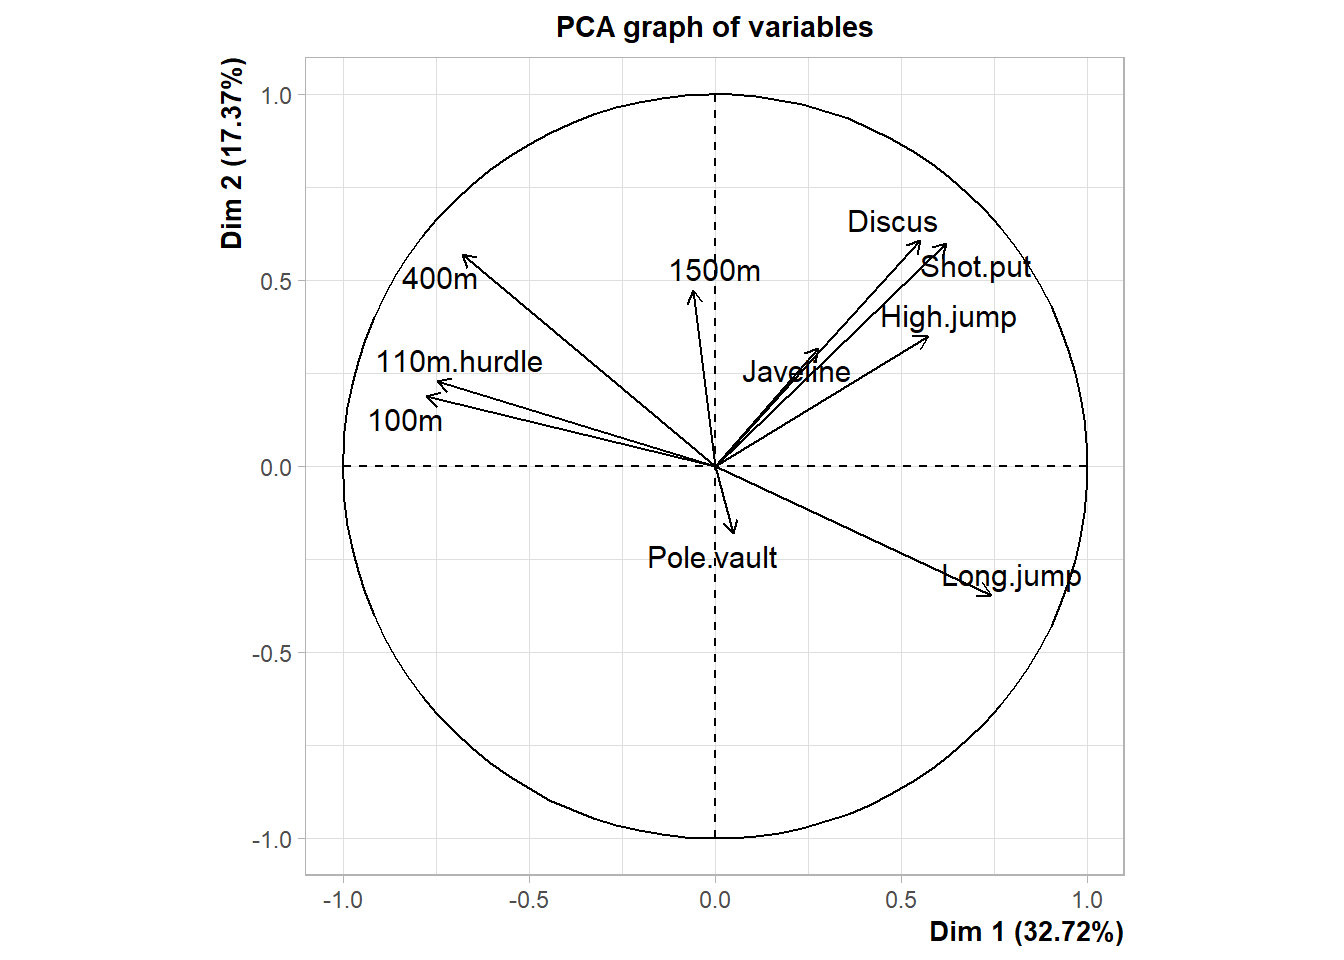 PCA graph of variables
Dim 2 (17.37%)
1.0
0.5
0.0
-0.5
-1.0
Discus
Shot.put
1500m
400m
High.jump
110m.hurdle
Javeline
100m
Pole.vault
Long.jump
-1.0 -0.5 0.0 0.5 1.0
Dim 1 (32.72%)